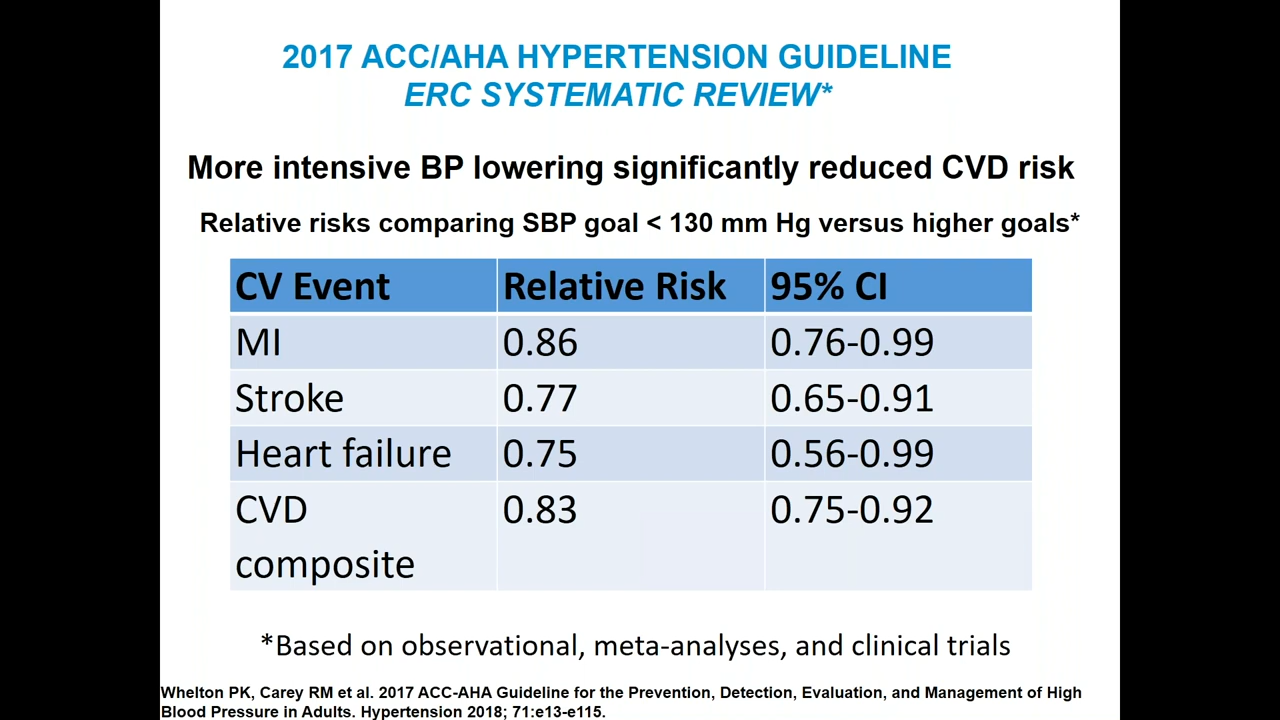 2017 ACC/AHA HYPERTENSION GUIDELINE
ERC SYSTEMATIC REVIEW*
More intensive BP lowering significantly reduced CVD risk
Relative risks comparing SBP goal < 130 mm Hg versus higher goals*
CV Event Relative Risk 95% CI
MI 0.86 0.76-0.99
Stroke 0.77 0.65-0.91
Heart failure 0.75 0.56-0.99
CVD 0.83 0.75-0.92
composite
*Based on observational, meta-analyses, and clinical trials
Whelton PK, Carey RM et al. 2017 ACC-AHA Guideline for the Prevention, Detection, Evaluation, and Management of High
Blood Pressure in Adults. Hypertension 2018; 71:e13-e115.